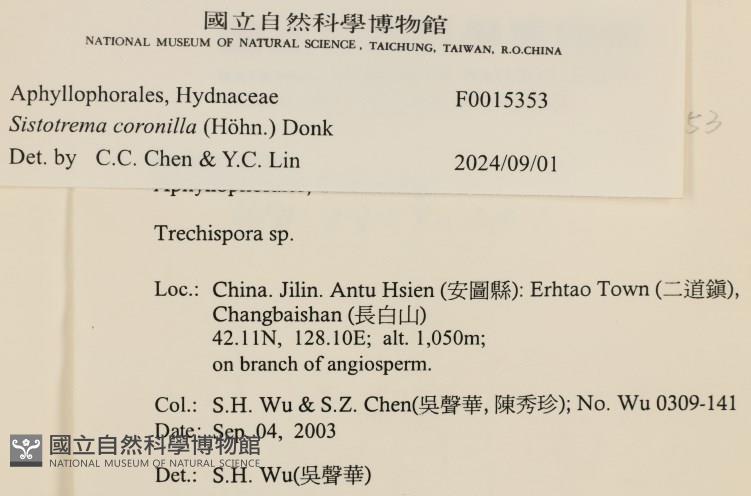 國立自然科學博物館
NATIONAL MUSEUM OF NATURAL SCIENCE, TAICHUNG, TAIWAN, R.O.CHINA
Aphyllophorales, Hydnaceae F0015353
Sistotrema coronilla (Höhn.) Donk
Det. by C.C. Chen & Y.C. Lin 2024/09/01
53
Trechispora sp.
Loc.: China. Jilin. Antu Hsien (安圖縣): Erhtao Town (二道鎮),
Changbaishan (長白山)
42.11N, 128.10E; alt. 1,050m;
on branch of angiosperm.
Col.: S.H. Wu & S.Z. Chen(吳聲華, 陳秀珍); No. Wu 0309-141
Date: Sep. 04, 2003
Det.: S.H. Wu(吳聲華)
國立自然科學博物館
NATIONAL MUSEUM OF NATURAL SCIENCE